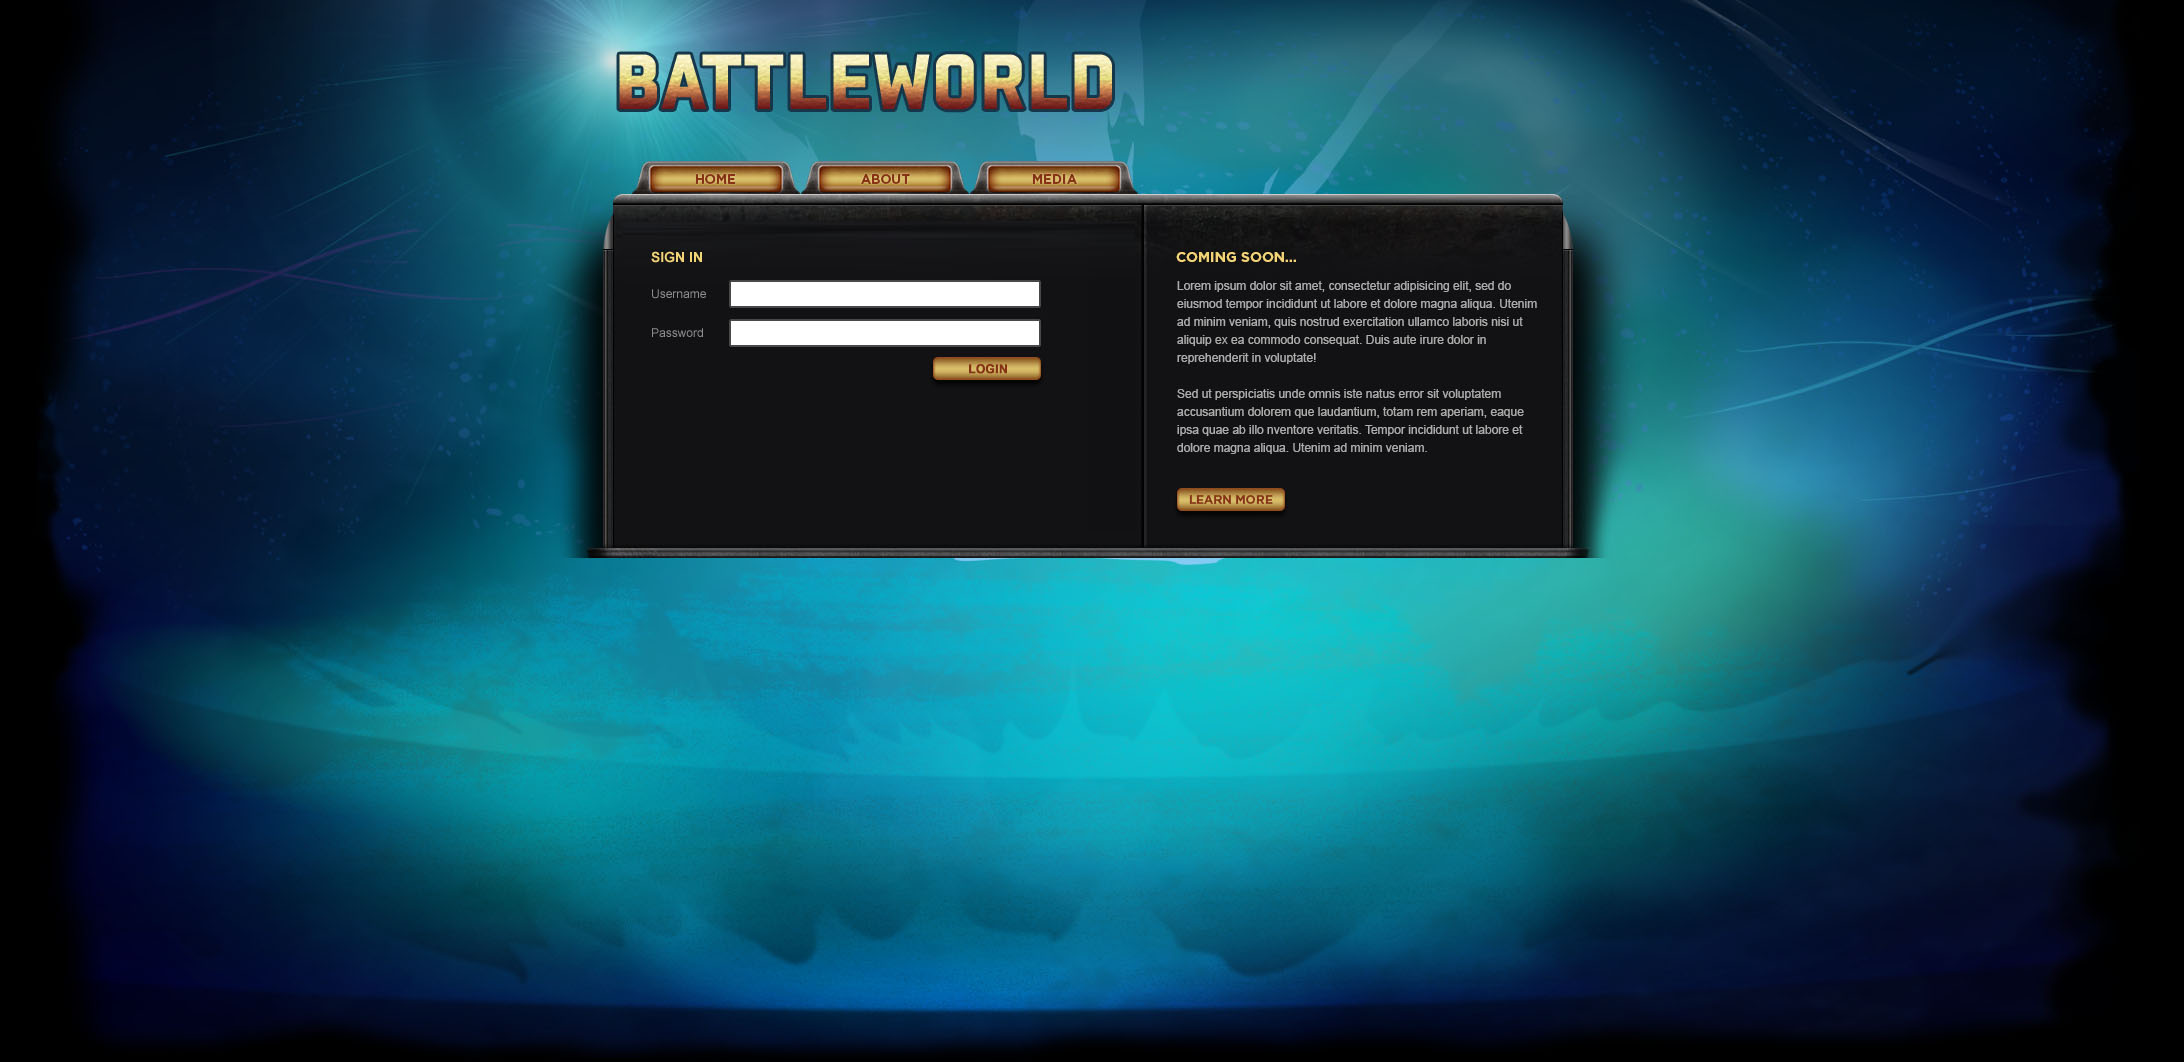 BATTLEWORLD
HOME
ABOUT
MEDIA
SIGN IN
Username
Password
LOGIN
COMING SOON...
Lorem ipsum dolor sit amet, consectetur adipisicing elit, sed do
eiusmod tempor incididunt ut labore et dolore magna aliqua. Utenim
ad minim veniam, quis nostrud exercitation ullamco laboris nisi ut
aliquip ex ea commodo consequat. Duis aute irure dolor in
reprehenderit in voluptate!
Sed ut perspiciatis unde omnis iste natus error sit voluptatem
accusantium dolorem que laudantium, totam rem aperiam, eaque
ipsa quae ab illo nventore veritatis. Tempor incididunt ut labore et
dolore magna aliqua. Utenim ad minim veniam.
LEARN MORE